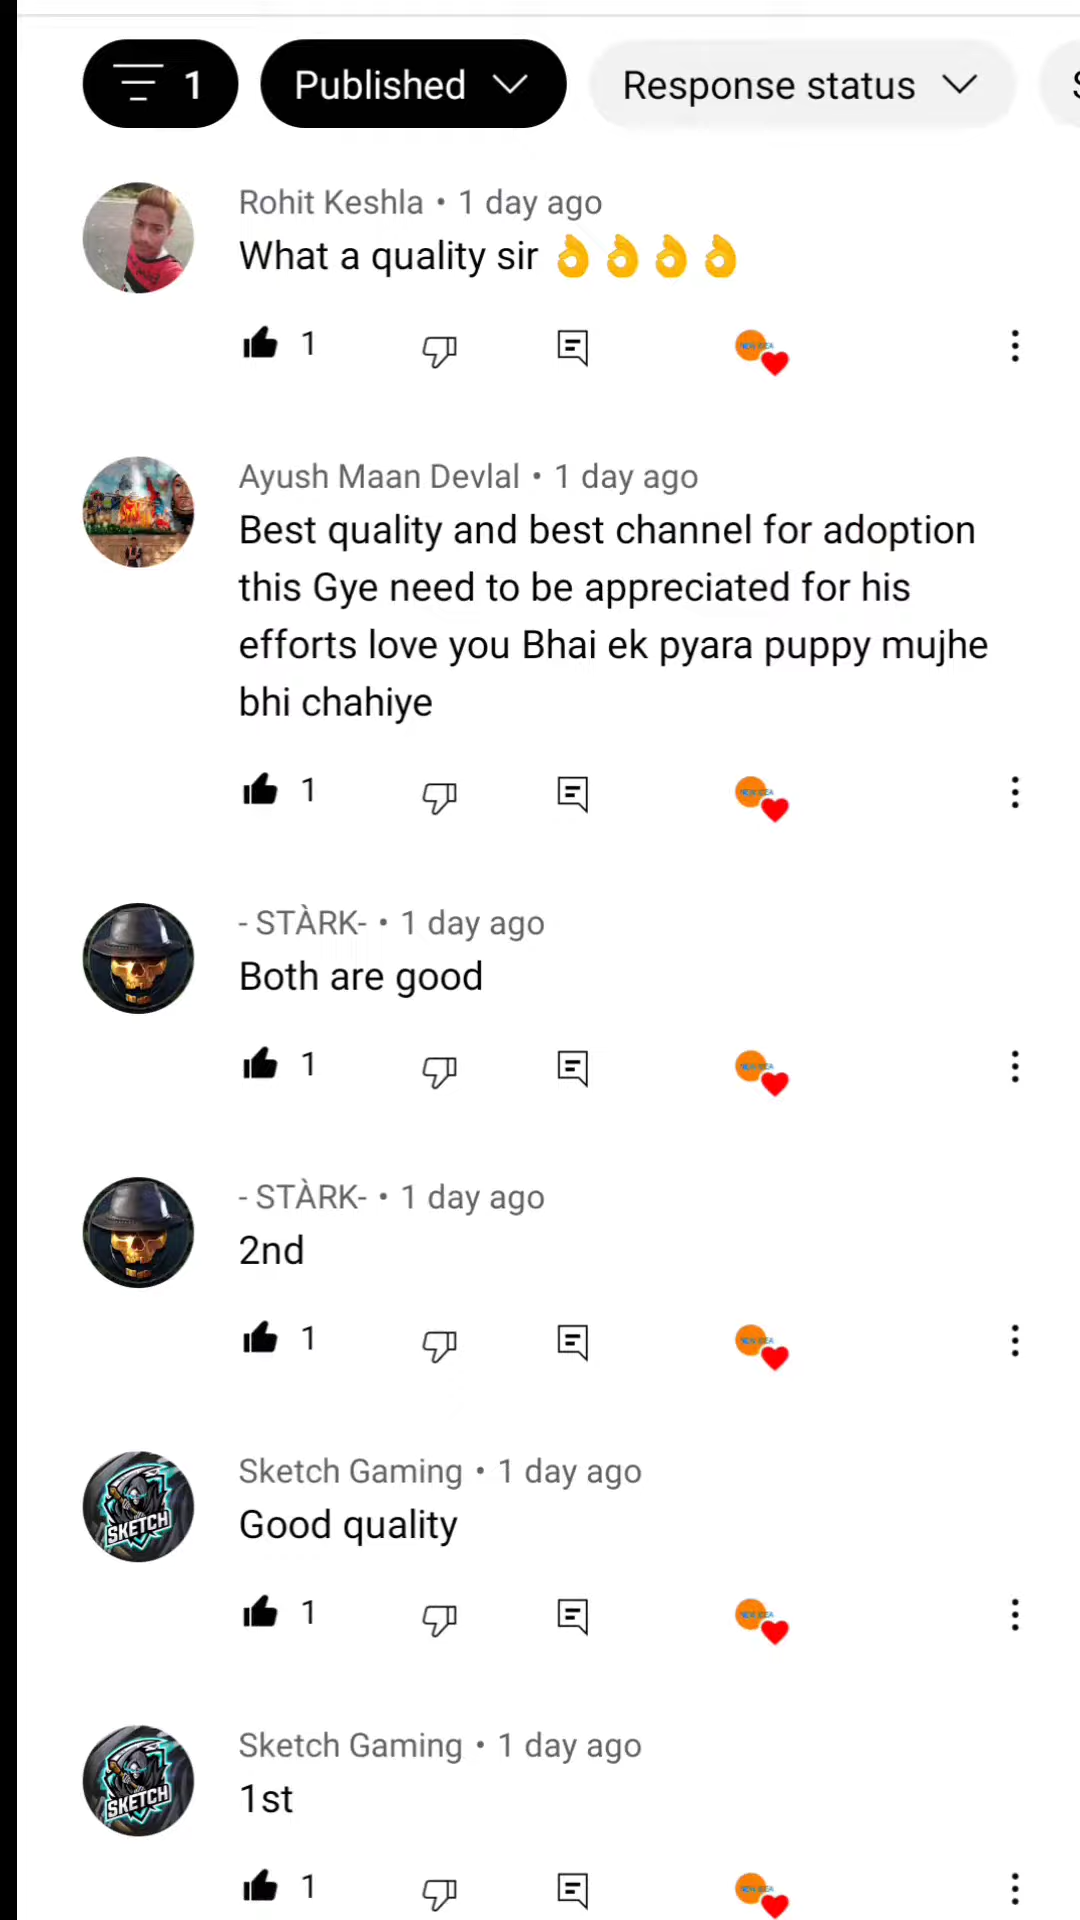 1 Published Response status
Rohit Keshla • 1 day ago
What a quality sir 👌👌👌👌
1
Ayush Maan Devlal • 1 day ago
Best quality and best channel for adoption
this Gye need to be appreciated for his
efforts love you Bhai ek pyara puppy mujhe
bhi chahiye
1
- STÀRK- • 1 day ago
Both are good
1
- STÀRK- • 1 day ago
2nd
1
Sketch Gaming • 1 day ago
SKETCH
Good quality
1
Sketch Gaming • 1 day ago
SKETCH
1st
1